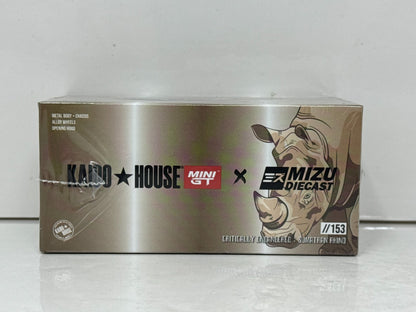 METAL BODY + CHASSIS
ALLOY WHEELS
OPENING HOOD
KAIDO ★ HOUSE MINI GT × MIZU DIECAST
//153
CRITICALLY ENDANGERED - SUMATRAN RHINO